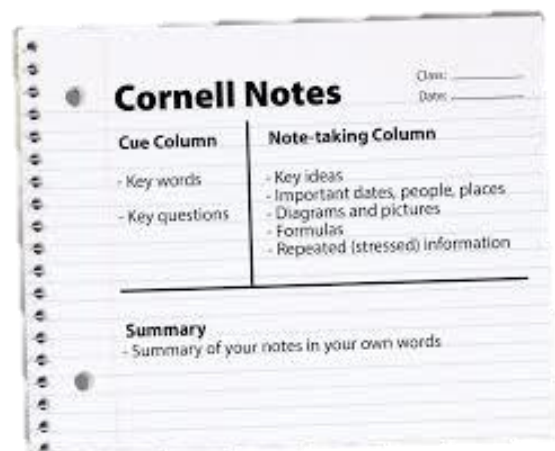 Cornell Notes
Class:
Date:
Cue Column
- Key words
- Key questions
Note-taking Column
- Key ideas
- Important dates, people, places
- Diagrams and pictures
- Formulas
- Repeated (stressed) information
Summary
- Summary of your notes in your own words